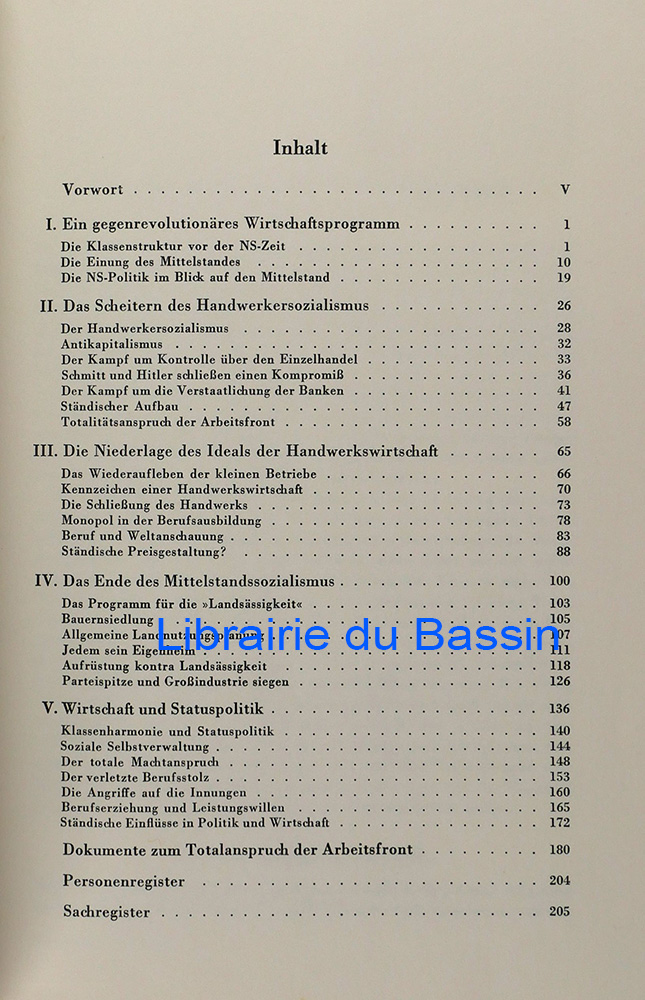 Inhalt
Vorwort . . . . . . . . . . . . . . . . . . . . . . . . . . . . . . V
I. Ein gegenrevolutionäres Wirtschaftsprogramm . . . . . . . . . . 1
Die Klassenstruktur vor der NS-Zeit . . . . . . . . . . . . . . . . . . 1
Die Einung des Mittelstandes . . . . . . . . . . . . . . . . . . . . . 10
Die NS-Politik im Blick auf den Mittelstand . . . . . . . . . . . . . . . 19
II. Das Scheitern des Handwerkersozialismus . . . . . . . . . . . . 26
Der Handwerkersozialismus . . . . . . . . . . . . . . . . . . . . . . 28
Antikapitalismus . . . . . . . . . . . . . . . . . . . . . . . . . . . 32
Der Kampf um Kontrolle über den Einzelhandel . . . . . . . . . . . . . 33
Schmitt und Hitler schließen einen Kompromiß . . . . . . . . . . . . . . 36
Der Kampf um die Verstaatlichung der Banken . . . . . . . . . . . . . . 41
Ständischer Aufbau . . . . . . . . . . . . . . . . . . . . . . . . . . 47
Totalitätsanspruch der Arbeitsfront . . . . . . . . . . . . . . . . . . . 58
III. Die Niederlage des Ideals der Handwerkswirtschaft . . . . . . . 65
Das Wiederaufleben der kleinen Betriebe . . . . . . . . . . . . . . . . 66
Kennzeichen einer Handwerkswirtschaft . . . . . . . . . . . . . . . . . 70
Die Schließung des Handwerks . . . . . . . . . . . . . . . . . . . . . 73
Monopol in der Berufsausbildung . . . . . . . . . . . . . . . . . . . . 78
Beruf und Weltanschauung . . . . . . . . . . . . . . . . . . . . . . . 83
Ständische Preisgestaltung? . . . . . . . . . . . . . . . . . . . . . . 88
IV. Das Ende des Mittelstandssozialismus . . . . . . . . . . . . . . . 100
Das Programm für die »Landsässigkeit« . . . . . . . . . . . . . . . . . 103
Bauernsiedlung . . . . . . . . . . . . . . . . . . . . . . . . . . . . 105
Allgemeine Landnutzungsplanung . . . . . . . . . . . . . . . . . . . . 107
Jedem sein Eigenheim . . . . . . . . . . . . . . . . . . . . . . . . . 111
Librairie du Bassin
Aufrüstung kontra Landsässigkeit . . . . . . . . . . . . . . . . . . . 118
Parteispitze und Großindustrie siegen . . . . . . . . . . . . . . . . . . 126
V. Wirtschaft und Statuspolitik . . . . . . . . . . . . . . . . . . . . 136
Klassenharmonie und Statuspolitik . . . . . . . . . . . . . . . . . . . 140
Soziale Selbstverwaltung . . . . . . . . . . . . . . . . . . . . . . . . 144
Der totale Machtanspruch . . . . . . . . . . . . . . . . . . . . . . . 148
Der verletzte Berufsstolz . . . . . . . . . . . . . . . . . . . . . . . . 153
Die Angriffe auf die Innungen . . . . . . . . . . . . . . . . . . . . . 160
Berufserziehung und Leistungswillen . . . . . . . . . . . . . . . . . . 165
Ständische Einflüsse in Politik und Wirtschaft . . . . . . . . . . . . . . . 172
Dokumente zum Totalanspruch der Arbeitsfront . . . . . . . . . 180
Personenregister . . . . . . . . . . . . . . . . . . . . . . . . . 204
Sachregister . . . . . . . . . . . . . . . . . . . . . . . . . . . . 205